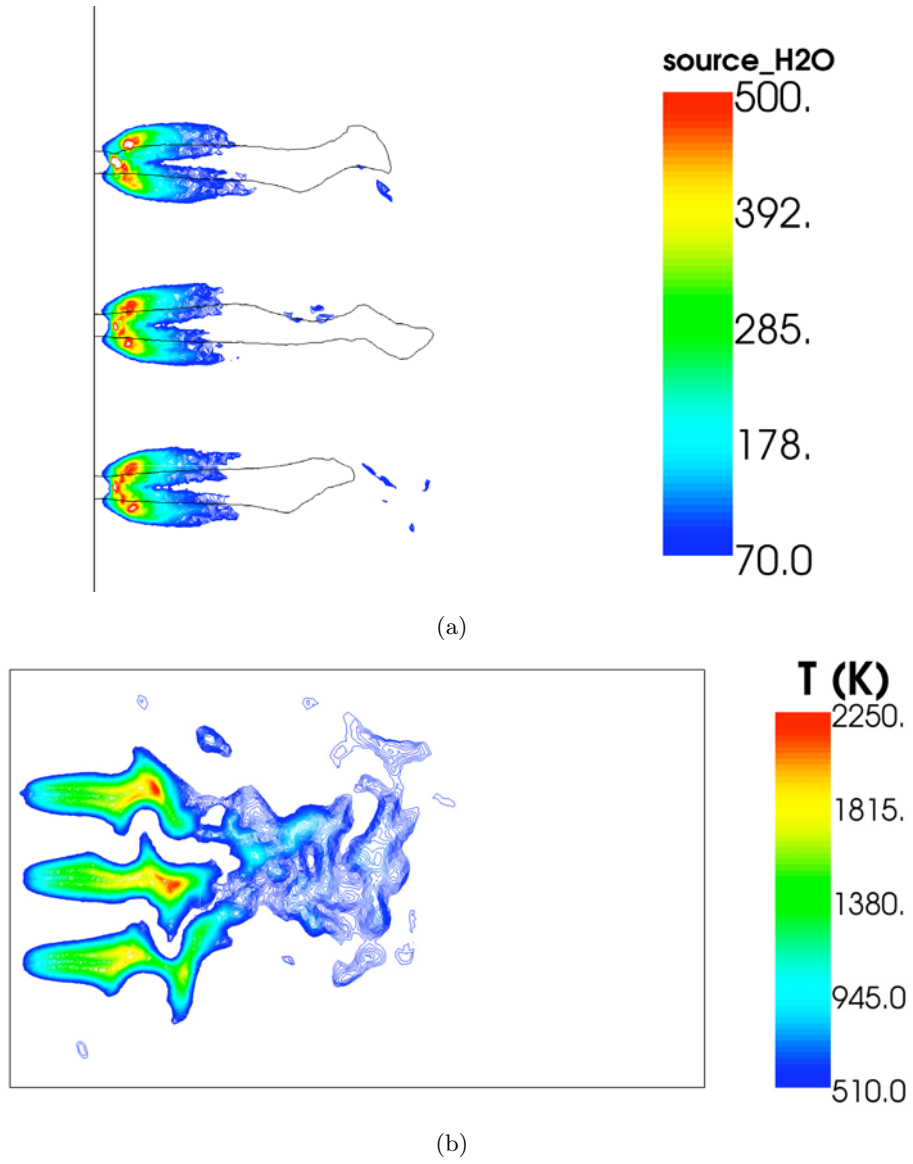 source_H2O
500.
392.
285.
178.
70.0
(a)
T (K)
2250.
1815.
1380.
945.0
510.0
(b)